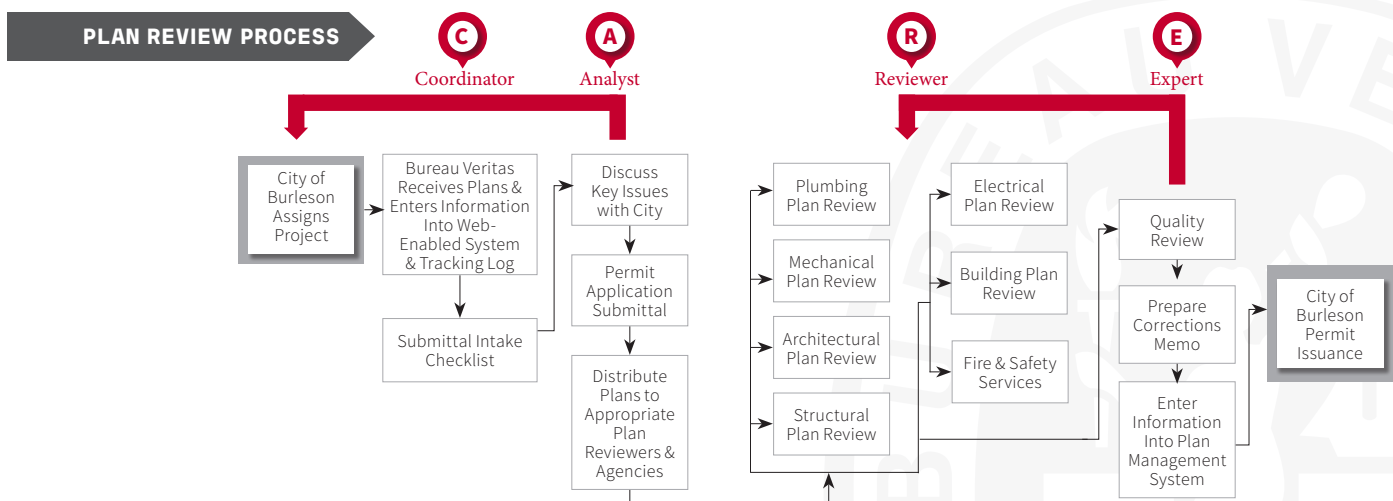 PLAN REVIEW PROCESS
C
Coordinator
A
Analyst
R
Reviewer
E
Expert
City of
Burleson
Assigns
Project
Bureau Veritas
Receives Plans &
Enters Information
Into Web-
Enabled System
& Tracking Log
Submittal Intake
Checklist
Discuss
Key Issues
with City
Permit
Application
Submittal
Distribute
Plans to
Appropriate
Plan
Reviewers &
Agencies
Plumbing
Plan Review
Mechanical
Plan Review
Architectural
Plan Review
Structural
Plan Review
Electrical
Plan Review
Building Plan
Review
Fire & Safety
Services
Quality
Review
Prepare
Corrections
Memo
Enter
Information
Into Plan
Management
System
City of
Burleson
Permit
Issuance
BUREAU VE